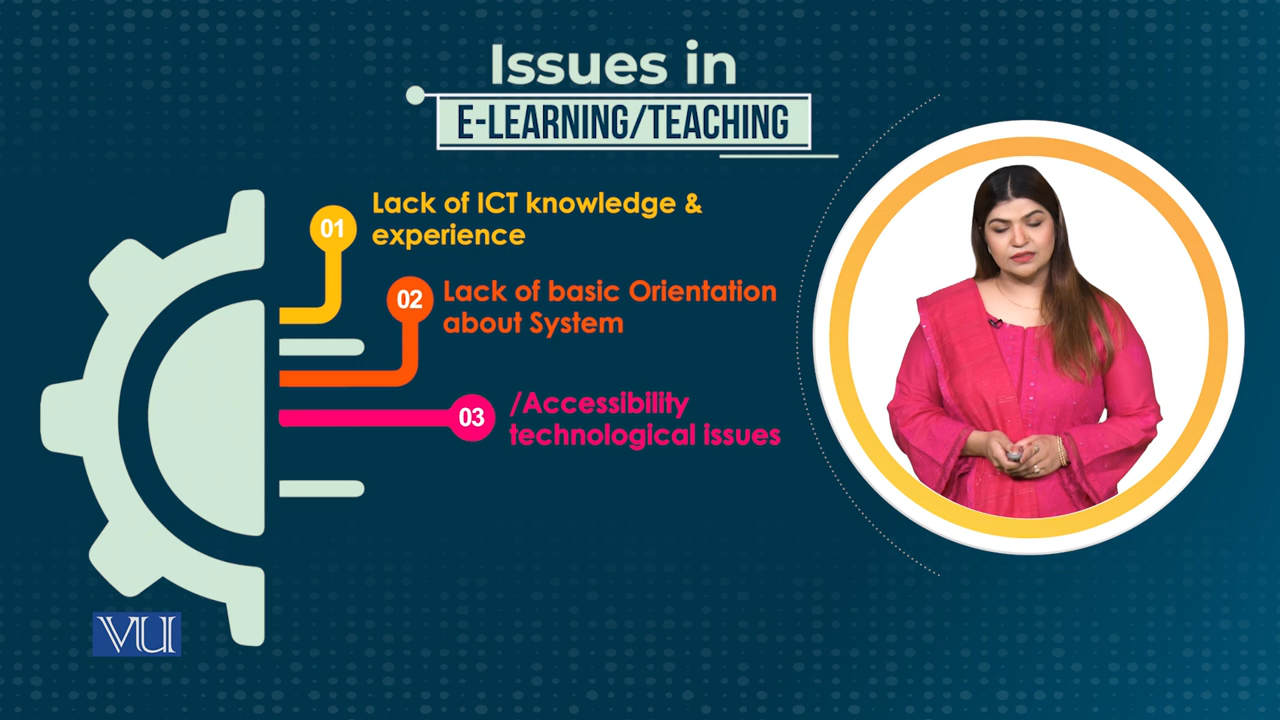 Issues in
E-LEARNING/TEACHING
01
Lack of ICT knowledge &
experience
02
Lack of basic Orientation
about System
03
/Accessibility
technological issues
VU